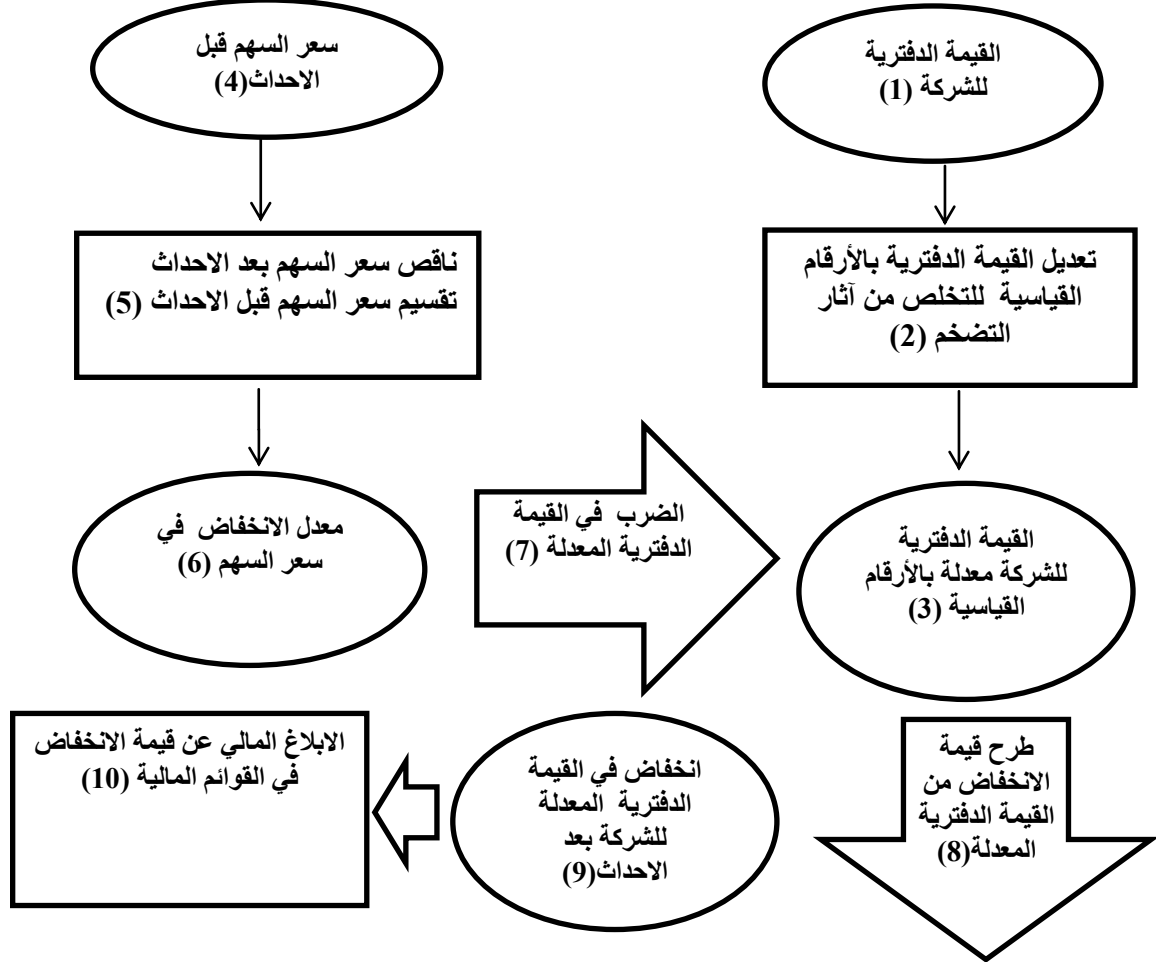 القيمة الدفترية
للشركة (1)
تعديل القيمة الدفترية بالأرقام
القياسية للتخلص من آثار
التضخم (2)
القيمة الدفترية
للشركة معدلة بالأرقام
القياسية (3)
سعر السهم قبل
الاحداث(4)
ناقص سعر السهم بعد الاحداث
تقسيم سعر السهم قبل الاحداث (5)
معدل الانخفاض في
سعر السهم (6)
الضرب في القيمة
الدفترية المعدلة (7)
طرح قيمة
الانخفاض من
القيمة الدفترية
المعدلة(8)
انخفاض في القيمة
الدفترية المعدلة
للشركة بعد
الاحداث(9)
الابلاغ المالي عن قيمة الانخفاض
في القوائم المالية (10)